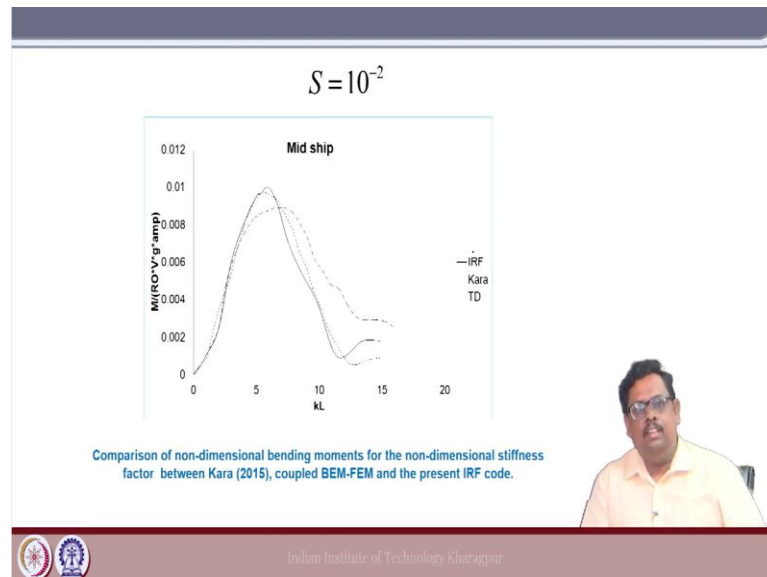 S = 10⁻²
Mid ship
0.012
0.01
0.008
0.006
0.004
0.002
0
M/(RO*V*g*amp)
0 5 10 15 20
kL
IRF
Kara
TD
Comparison of non-dimensional bending moments for the non-dimensional stiffness
factor between Kara (2015), coupled BEM-FEM and the present IRF code.
Indian Institute of Technology Kharagpur